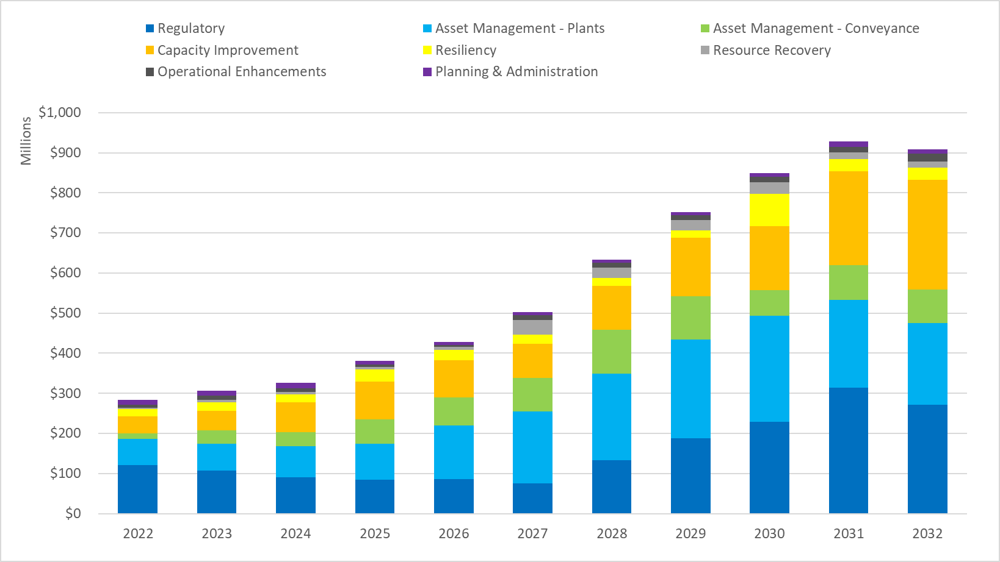 Regulatory
Asset Management - Plants
Asset Management - Conveyance
Capacity Improvement
Resiliency
Resource Recovery
Operational Enhancements
Planning & Administration
Millions
$1,000
$900
$800
$700
$600
$500
$400
$300
$200
$100
$0
2022 2023 2024 2025 2026 2027 2028 2029 2030 2031 2032